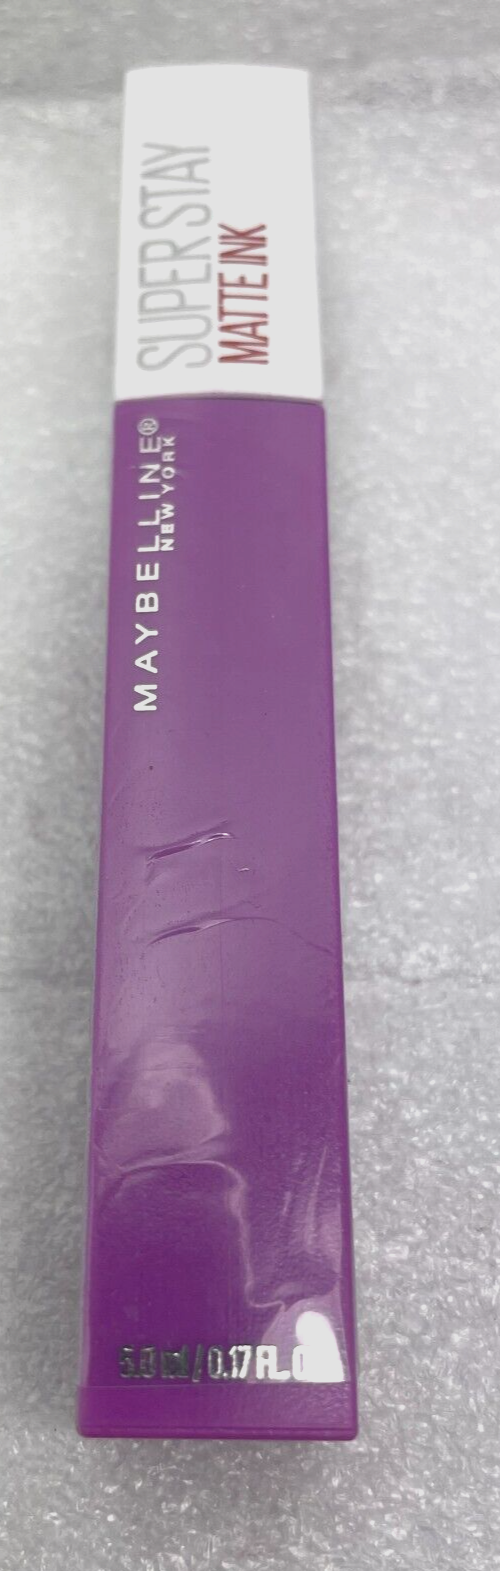 SUPER STAY
MATTE INK
MAYBELLINE®
NEW YORK
5.0 ml / 0.17 FL.